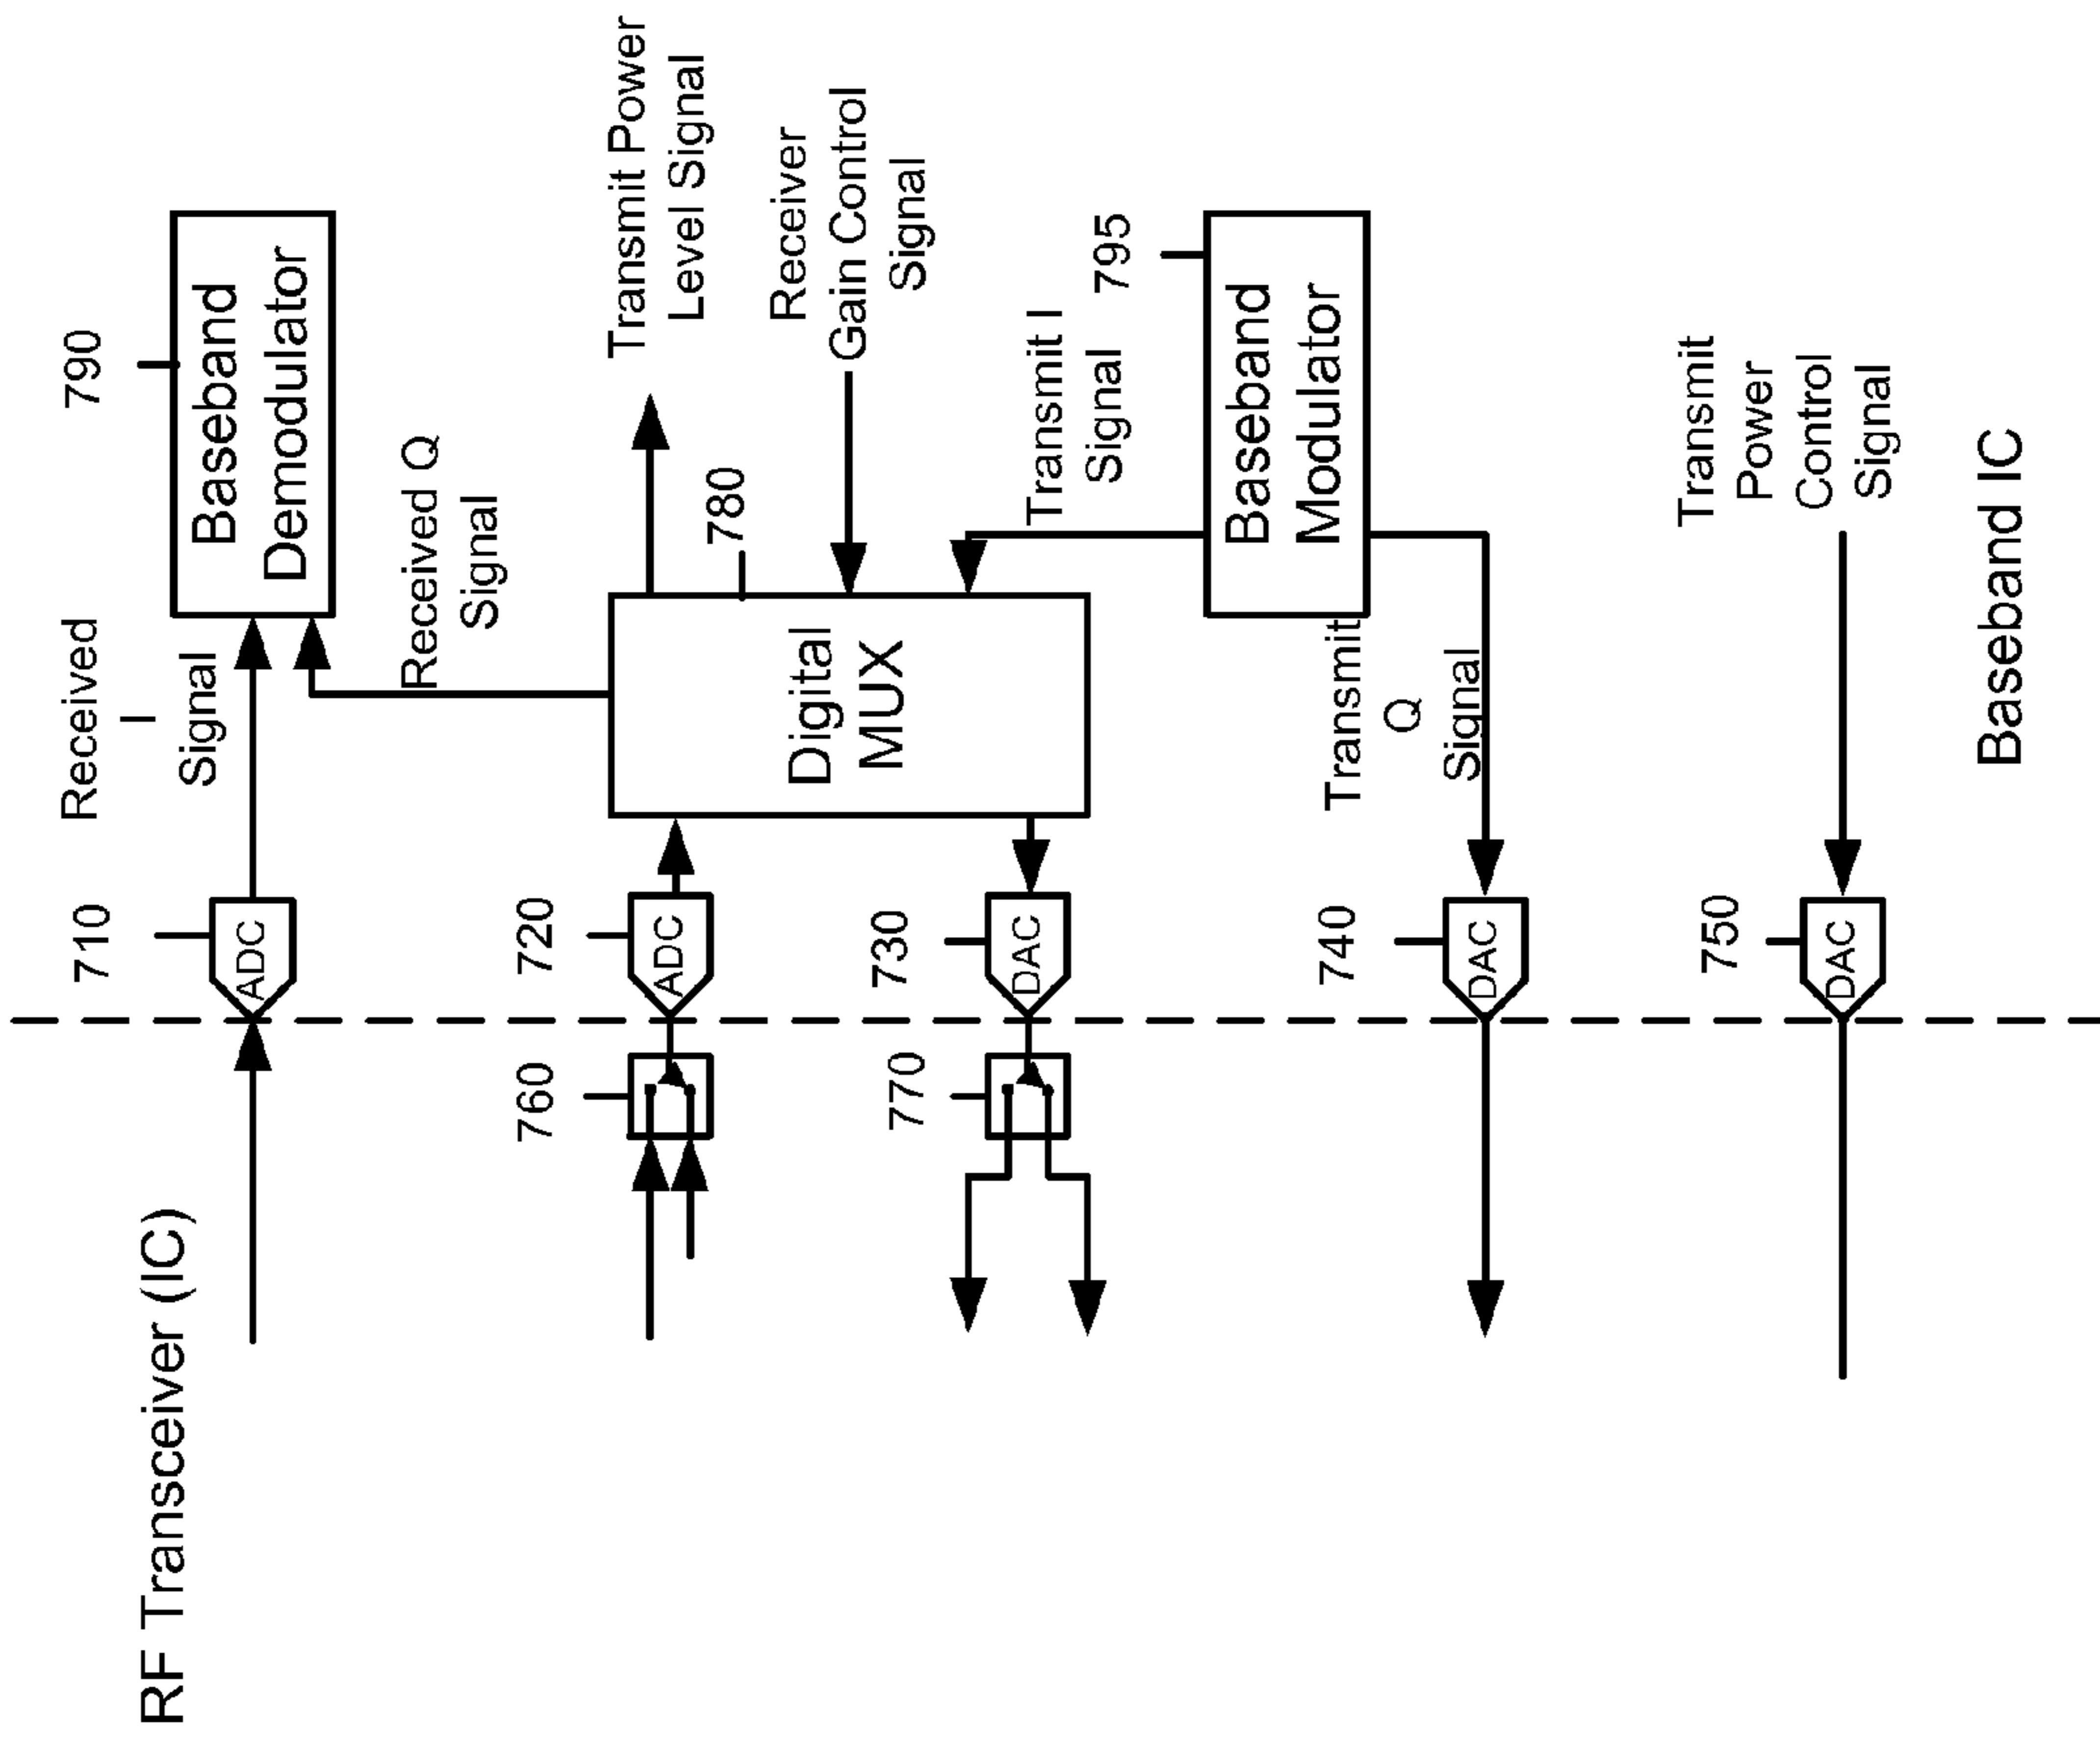 RF Transceiver (IC)
710
ADC
Received
I
Signal
790
Baseband
Demodulator
Received Q
Signal
760
720
ADC
780
Digital
MUX
Transmit Power
Level Signal
Receiver
Gain Control
Signal
770
730
DAC
Transmit I
Signal
795
Baseband
Modulator
740
DAC
Transmit
Q
Signal
750
DAC
Transmit
Power
Control
Signal
Baseband IC